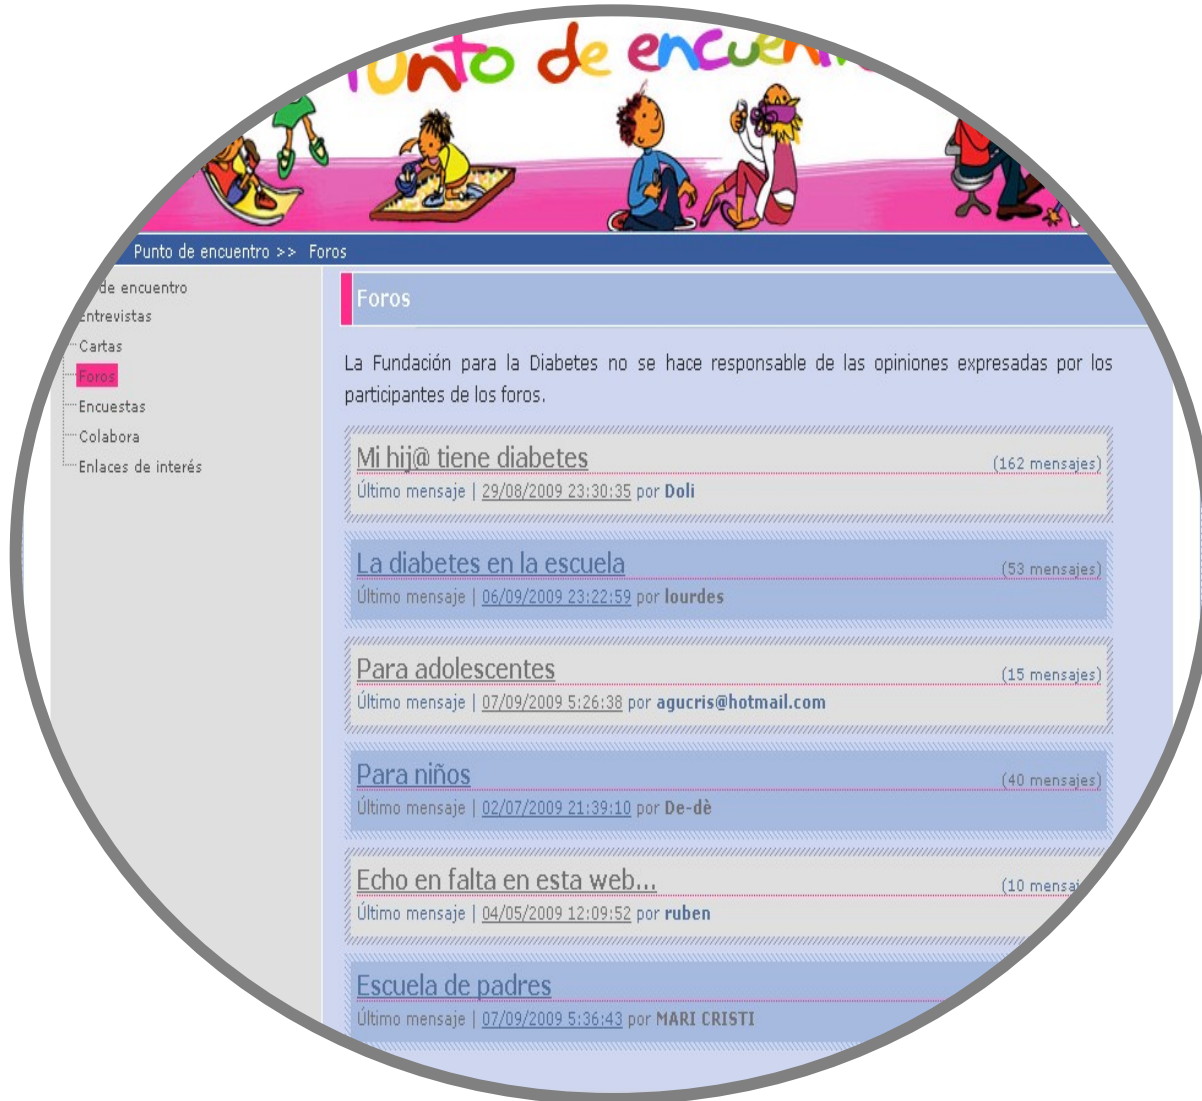 Punto de encuentro
Punto de encuentro >> Foros
de encuentro
Entrevistas
Cartas
Foros
Encuestas
Colabora
Enlaces de interés
Foros
La Fundación para la Diabetes no se hace responsable de las opiniones expresadas por los
participantes de los foros.
Mi hij@ tiene diabetes (162 mensajes)
Último mensaje | 29/08/2009 23:30:35 por Doli
La diabetes en la escuela (53 mensajes)
Último mensaje | 06/09/2009 23:22:59 por lourdes
Para adolescentes (15 mensajes)
Último mensaje | 07/09/2009 5:26:38 por agucris@hotmail.com
Para niños (40 mensajes)
Último mensaje | 02/07/2009 21:39:10 por De-dè
Echo en falta en esta web... (10 mensaj
Último mensaje | 04/05/2009 12:09:52 por ruben
Escuela de padres
Último mensaje | 07/09/2009 5:36:43 por MARI CRISTI